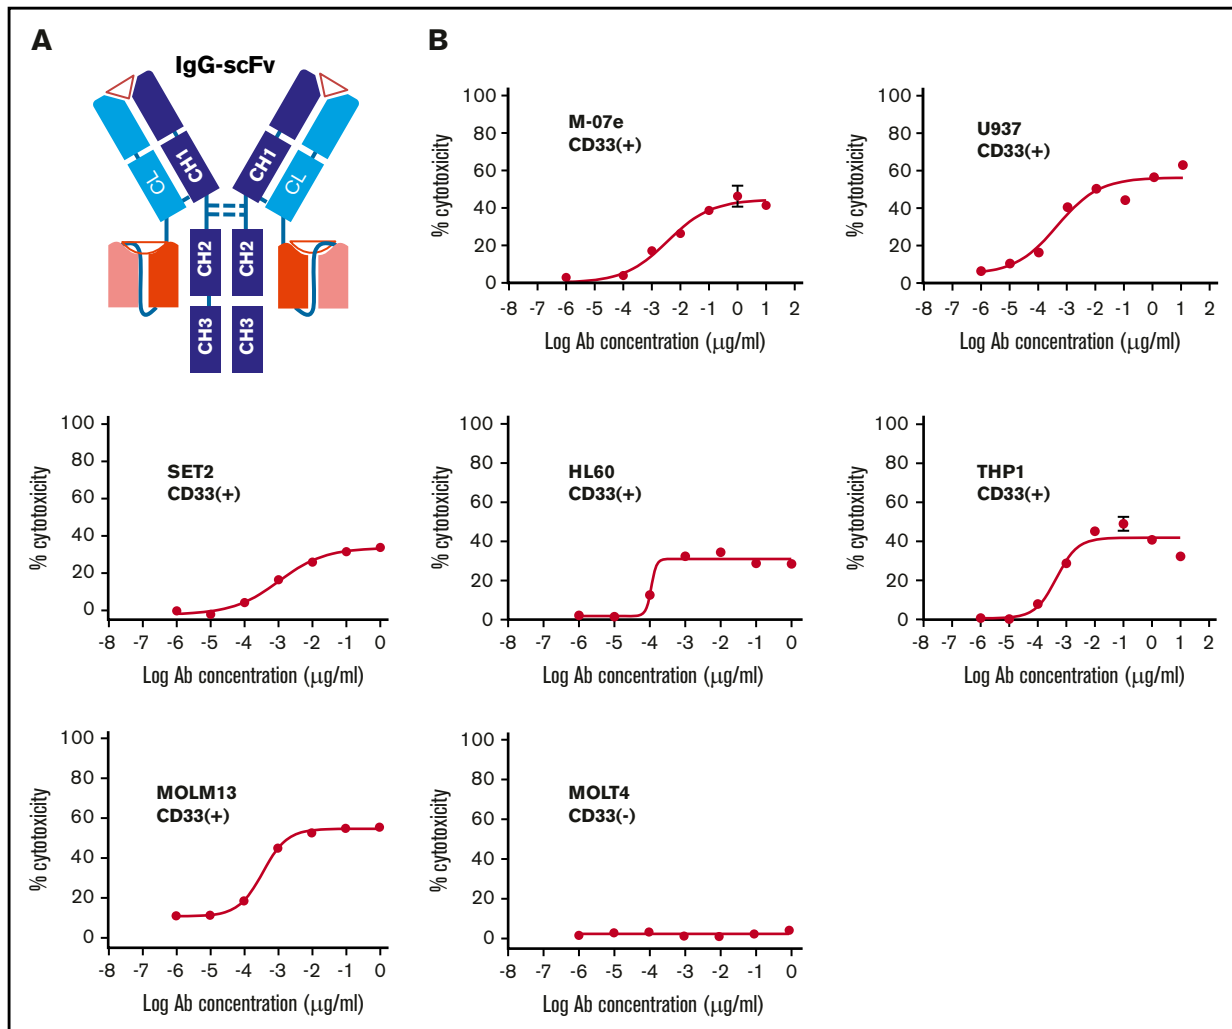 A
IgG-scFv
CH1
CH1
CL
CL
CH2
CH2
CH3
CH3
B
% cytotoxicity
100
80
60
40
20
0
M-07e
CD33(+)
-8 -7 -6 -5 -4 -3 -2 -1 0 1 2
Log Ab concentration (μg/ml)
% cytotoxicity
100
80
60
40
20
0
U937
CD33(+)
-8 -7 -6 -5 -4 -3 -2 -1 0 1 2
Log Ab concentration (μg/ml)
% cytotoxicity
100
80
60
40
20
0
SET2
CD33(+)
-8 -7 -6 -5 -4 -3 -2 -1 0
Log Ab concentration (μg/ml)
% cytotoxicity
100
80
60
40
20
0
HL60
CD33(+)
-8 -7 -6 -5 -4 -3 -2 -1 0
Log Ab concentration (μg/ml)
% cytotoxicity
100
80
60
40
20
0
THP1
CD33(+)
-8 -7 -6 -5 -4 -3 -2 -1 0 1 2
Log Ab concentration (μg/ml)
% cytotoxicity
100
80
60
40
20
0
MOLM13
CD33(+)
-8 -7 -6 -5 -4 -3 -2 -1 0
Log Ab concentration (μg/ml)
% cytotoxicity
100
80
60
40
20
0
MOLT4
CD33(-)
-8 -7 -6 -5 -4 -3 -2 -1 0
Log Ab concentration (μg/ml)